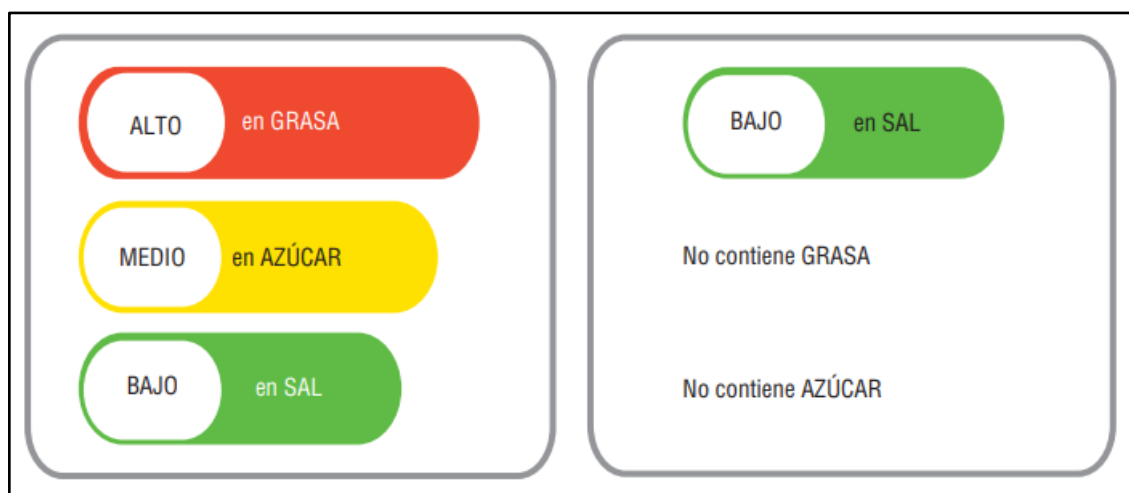 ALTO en GRASA
MEDIO en AZÚCAR
BAJO en SAL
BAJO en SAL
No contiene GRASA
No contiene AZÚCAR